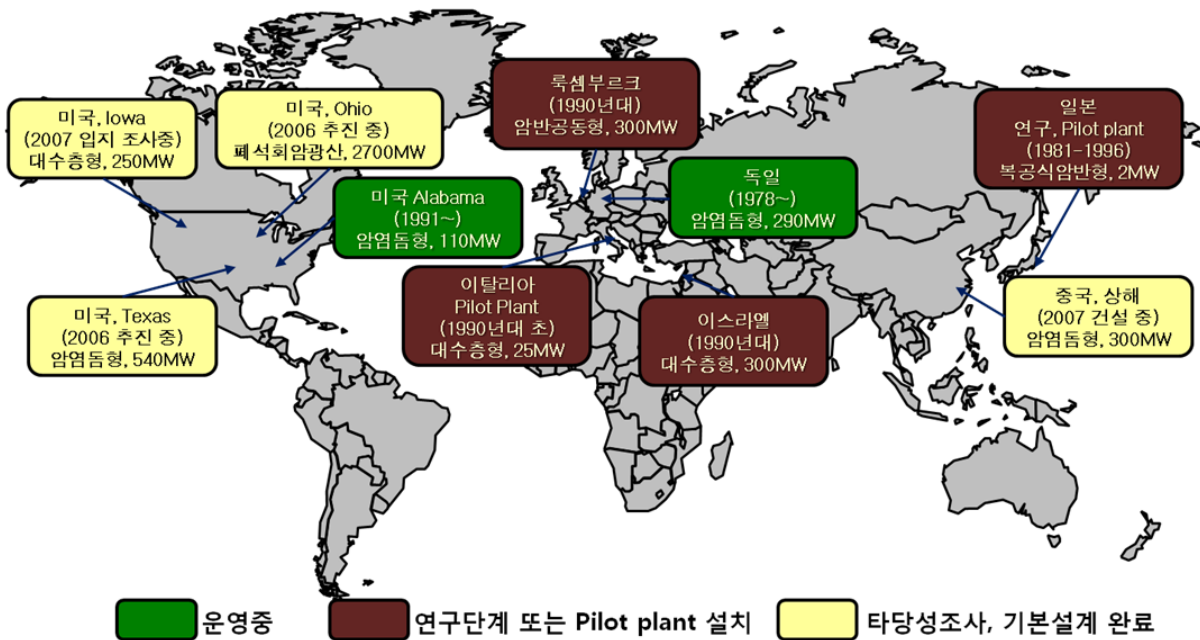 미국, Iowa
(2007 입지 조사중)
대수층형, 250MW
미국, Ohio
(2006 추진 중)
폐석회암광산, 2700MW
미국 Alabama
(1991~)
암염돔형, 110MW
미국, Texas
(2006 추진 중)
암염돔형, 540MW
룩셈부르크
(1990년대)
암반공동형, 300MW
독일
(1978~)
암염돔형, 290MW
이탈리아
Pilot Plant
(1990년대 초)
대수층형, 25MW
이스라엘
(1990년대)
대수층형, 300MW
일본
연구, Pilot plant
(1981-1996)
복공식암반형, 2MW
중국, 상해
(2007 건설 중)
암염돔형, 300MW
운영중
연구단계 또는 Pilot plant 설치
타당성조사, 기본설계 완료